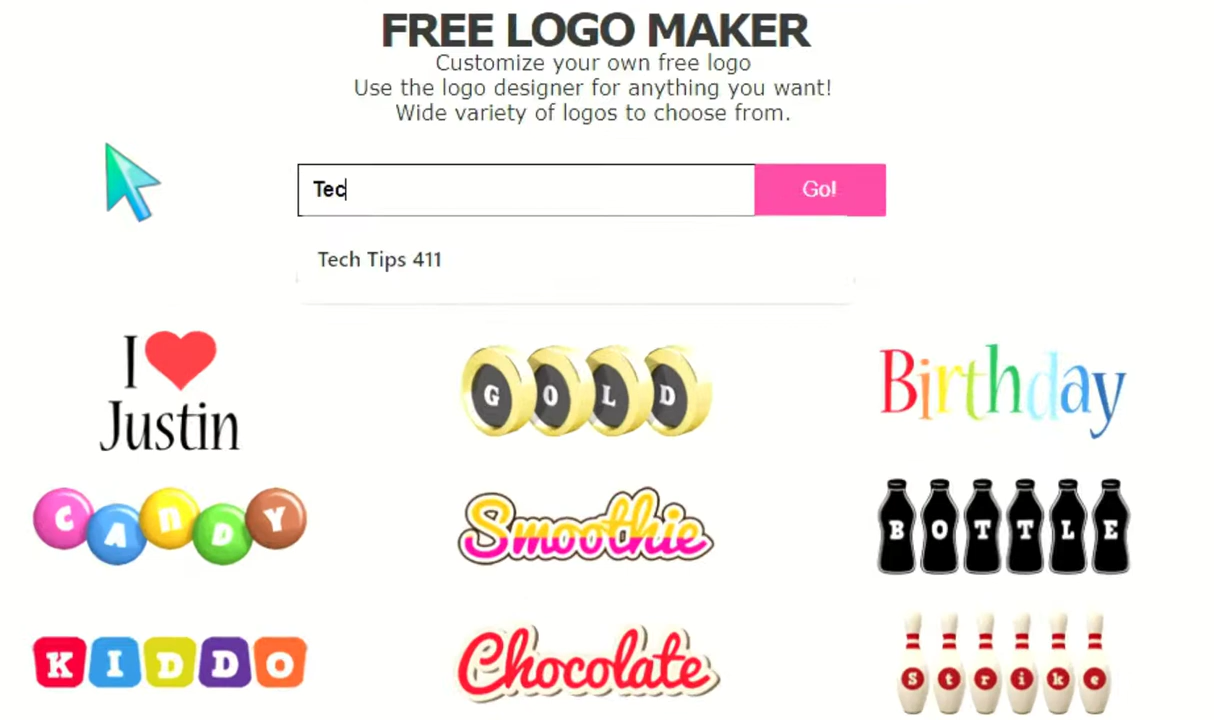 FREE LOGO MAKER
Customize your own free logo
Use the logo designer for anything you want!
Wide variety of logos to choose from.
Tec
Go!
Tech Tips 411
I
Justin
GOLD
Birthday
CANDY
Smoothie
BOTTLE
KIDDO
Chocolate
Strike